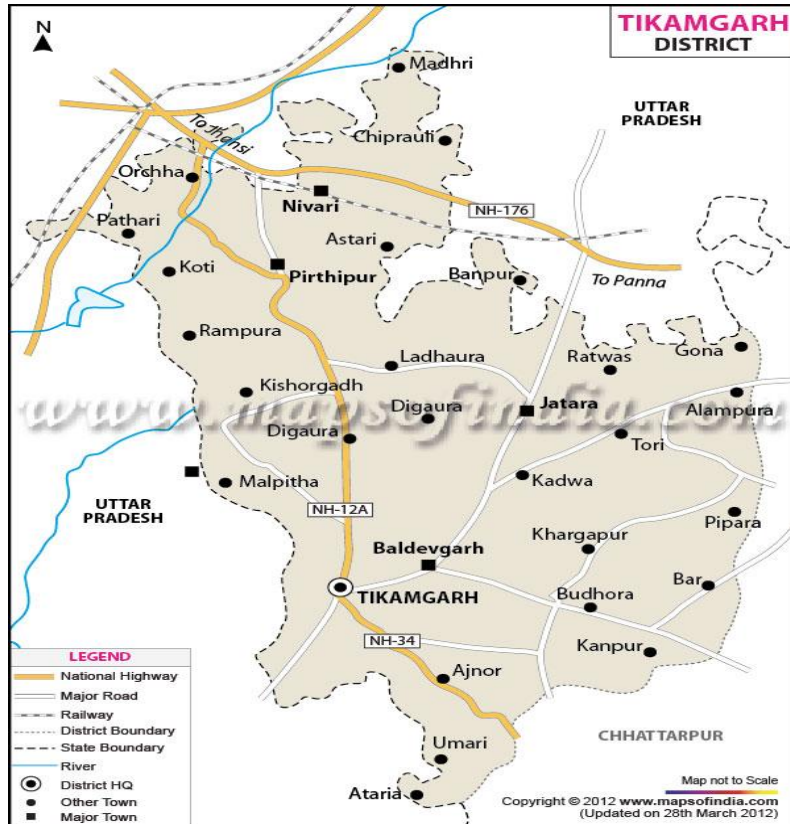 N
TIKAMGARH
DISTRICT
Madhri
UTTAR
PRADESH
To Jhansi
Chiprauli
Orchha
Nivari
NH-176
Pathari
Astari
Koti
Pirthipur
Banpur
To Panna
Rampura
Ladhaura
Ratwas
Gona
Kishorgadh
www.mapsofindia.com
Digaura
Jatara
Alampura
Digaura
Tori
Malpitha
Kadwa
UTTAR
PRADESH
NH-12A
Pipara
Khargapur
Baldevgarh
Bar
TIKAMGARH
Budhora
NH-34
Kanpur
Ajnor
CHHATTARPUR
Umari
Ataria
LEGEND
National Highway
Major Road
Railway
District Boundary
State Boundary
River
District HQ
Other Town
Major Town
Map not to Scale
Copyright © 2012 www.mapsofindia.com
(Updated on 28th March 2012)